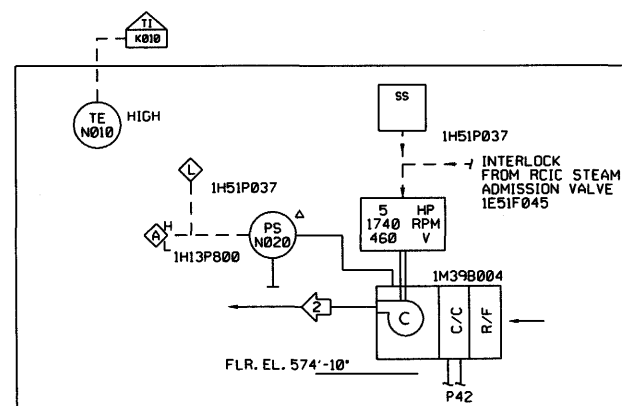 TI
K010
TE
N010
HIGH
SS
1H51P037
INTERLOCK
FROM RCIC STEAM
ADMISSION VALVE
1E51F045
L
1H51P037
A
H
L
1H13P800
PS
N020
5 HP
1740 RPM
460 V
1M39B004
2
C
C/C
R/F
FLR. EL. 574'-10"
P42